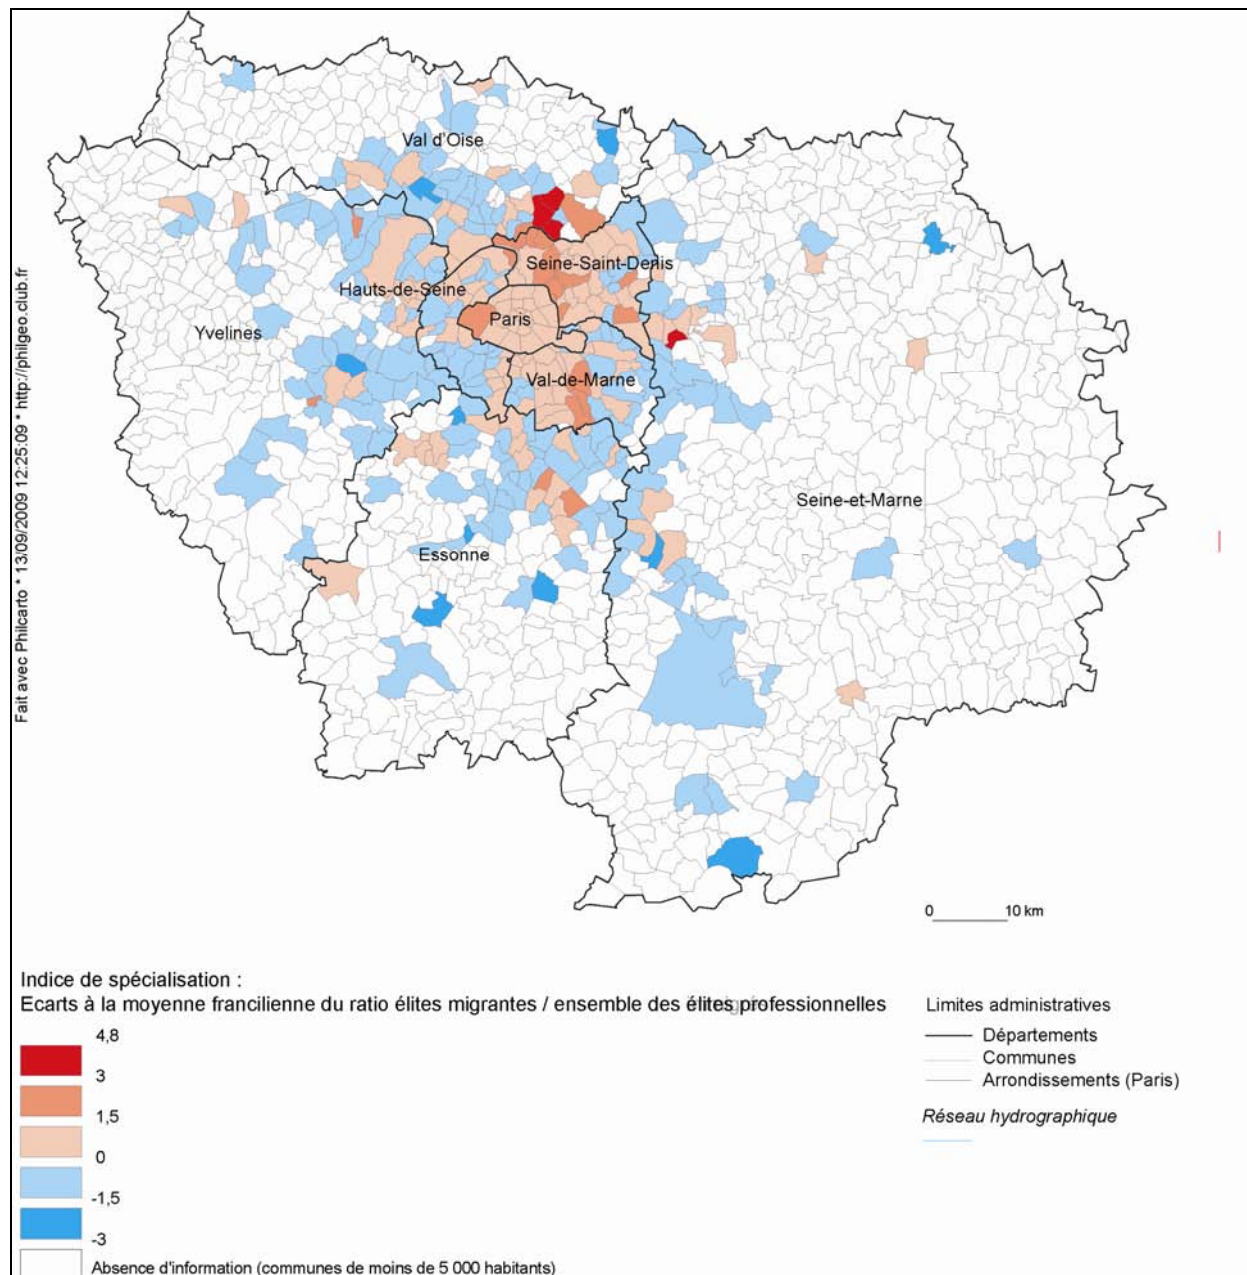 Fait avec Philcarto * 13/09/2009 12:25:09 * http://philgeo.club.fr
Val d'Oise
Seine-Saint-Denis
Hauts-de-Seine
Paris
Yvelines
Val-de-Marne
Seine-et-Marne
Essonne
0 10 km
Indice de spécialisation :
Ecarts à la moyenne francilienne du ratio élites migrantes / ensemble des élites professionnelles
4,8
3
1,5
0
-1,5
-3
Absence d'information (communes de moins de 5 000 habitants)
Limites administratives
Départements
Communes
Arrondissements (Paris)
Réseau hydrographique